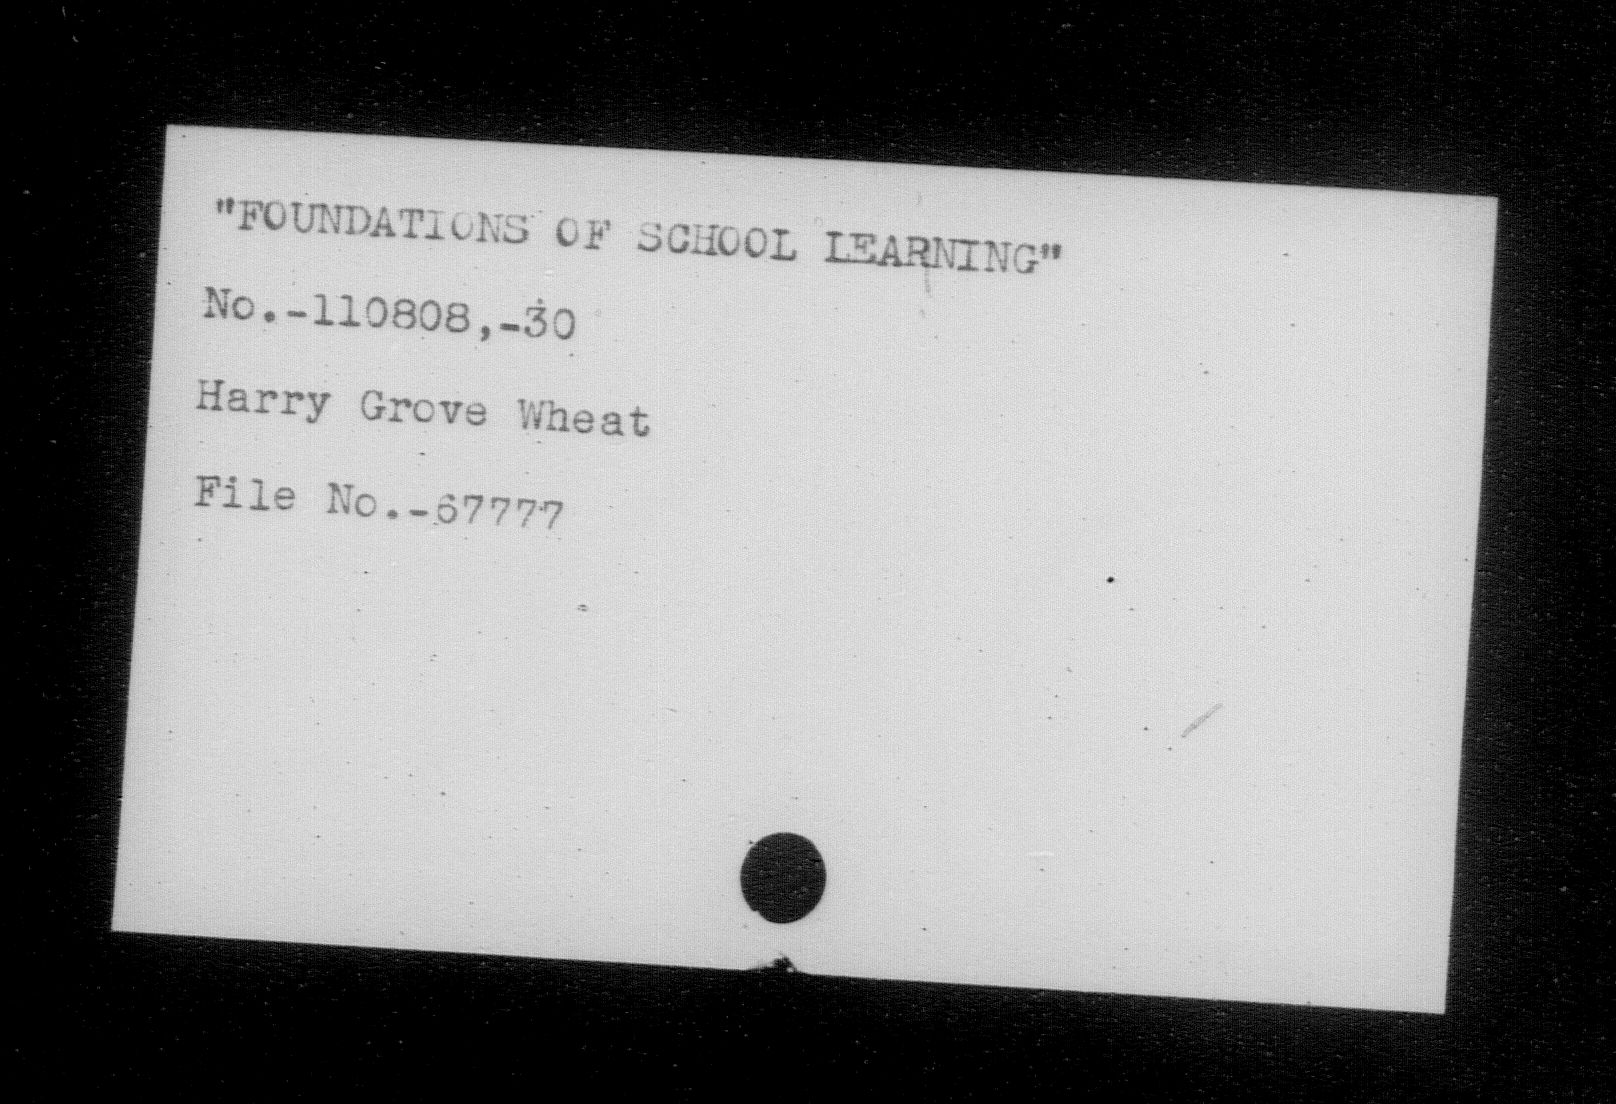 "FOUNDATIONS OF SCHOOL LEARNING"
No.-110808,-30
Harry Grove Wheat
File No.-67777